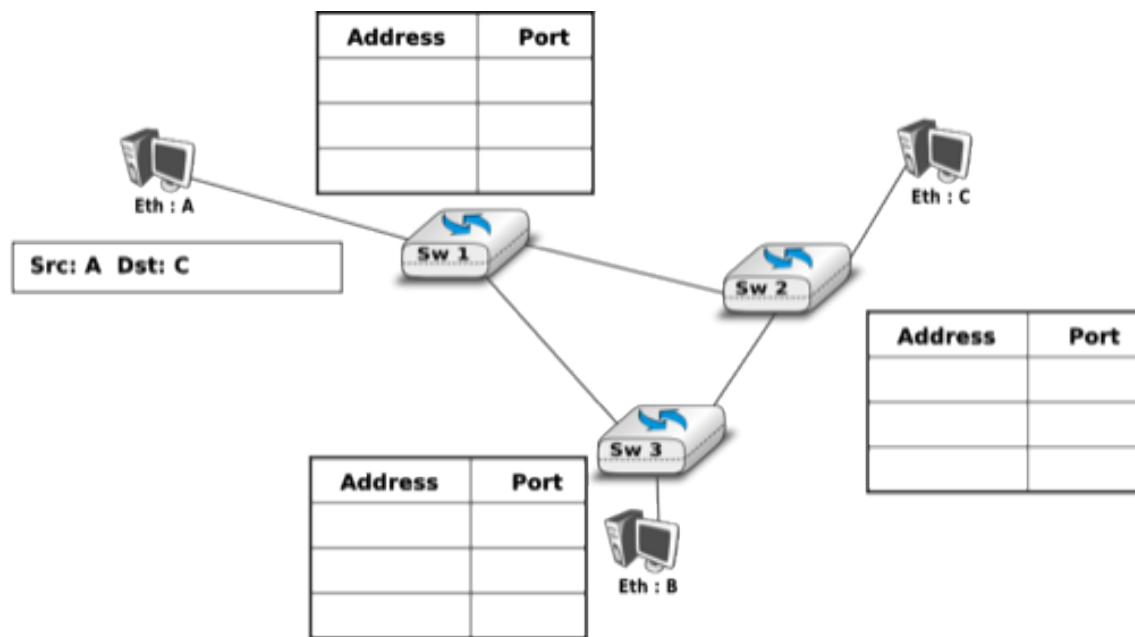 Address Port
Eth : A
Eth : C
Src: A Dst: C
Sw 1
Sw 2
Address Port
Sw 3
Address Port
Eth : B